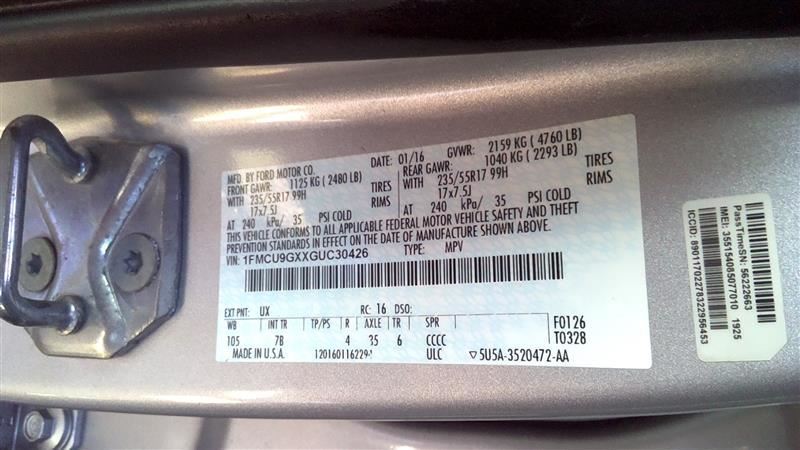 MFD. BY FORD MOTOR CO.
DATE: 01/16 GVWR: 2159 KG ( 4760 LB)
FRONT GAWR: 1125 KG ( 2480 LB) REAR GAWR: 1040 KG ( 2293 LB)
WITH 235/55R17 99H TIRES WITH 235/55R17 99H TIRES
17x7.5J RIMS 17x7.5J RIMS
AT 240 kPa/ 35 PSI COLD AT 240 kPa/ 35 PSI COLD
THIS VEHICLE CONFORMS TO ALL APPLICABLE FEDERAL MOTOR VEHICLE SAFETY AND THEFT
PREVENTION STANDARDS IN EFFECT ON THE DATE OF MANUFACTURE SHOWN ABOVE.
VIN: 1FMCU9GXXGUC30426 TYPE: MPV
EXT PNT: UX RC: 16 DSO:
WB INT TR TP/PS R AXLE TR SPR F0126
105 7B 4 35 6 CCCC T0328
MADE IN U.S.A. ULC ▽5U5A-3520472-AA
PassTimeSN: 56222663
IMEI: 355154085077010 1925
ICCID: 89011702278322956453